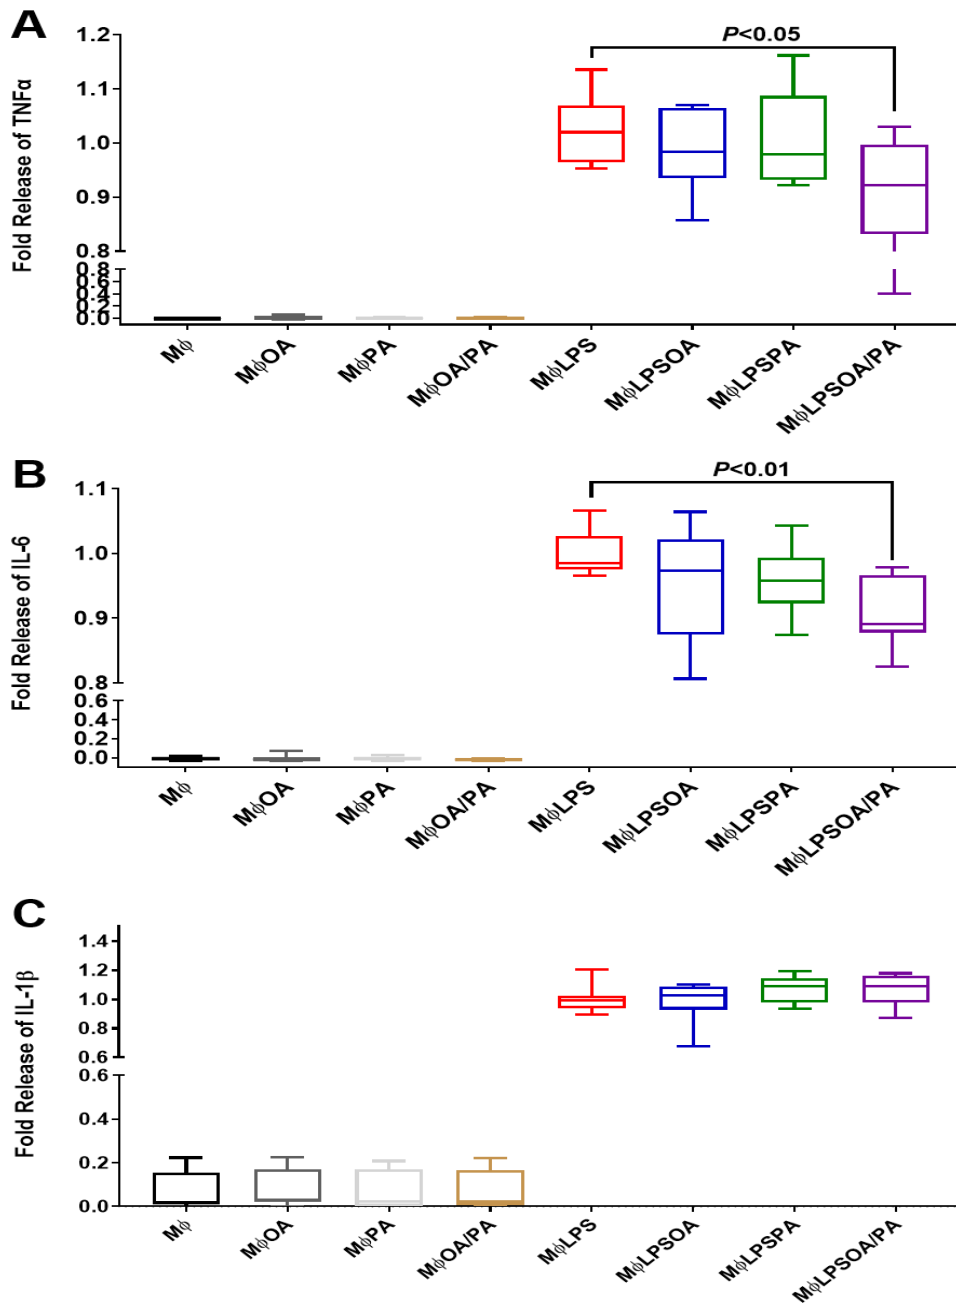 A
P<0.05
Fold Release of TNFα
1.2
1.1
1.0
0.9
0.8
0.8
0.6
0.4
0.2
0.0
Mϕ
MϕOA
MϕPA
MϕOA/PA
MϕLPS
MϕLPSOA
MϕLPSPA
MϕLPSOA/PA
B
P<0.01
Fold Release of IL-6
1.1
1.0
0.9
0.8
0.6
0.4
0.2
0.0
Mϕ
MϕOA
MϕPA
MϕOA/PA
MϕLPS
MϕLPSOA
MϕLPSPA
MϕLPSOA/PA
C
Fold Release of IL-1β
1.4
1.2
1.0
0.8
0.6
0.6
0.4
0.2
0.0
Mϕ
MϕOA
MϕPA
MϕOA/PA
MϕLPS
MϕLPSOA
MϕLPSPA
MϕLPSOA/PA